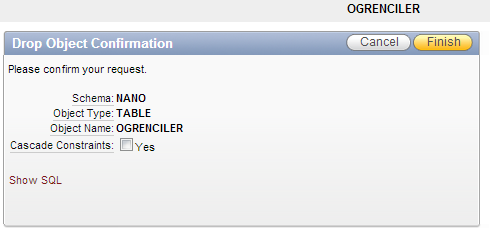 OGRENCILER
Drop Object Confirmation
Cancel
Finish
Please confirm your request.
Schema: NANO
Object Type: TABLE
Object Name: OGRENCILER
Cascade Constraints: Yes
Show SQL